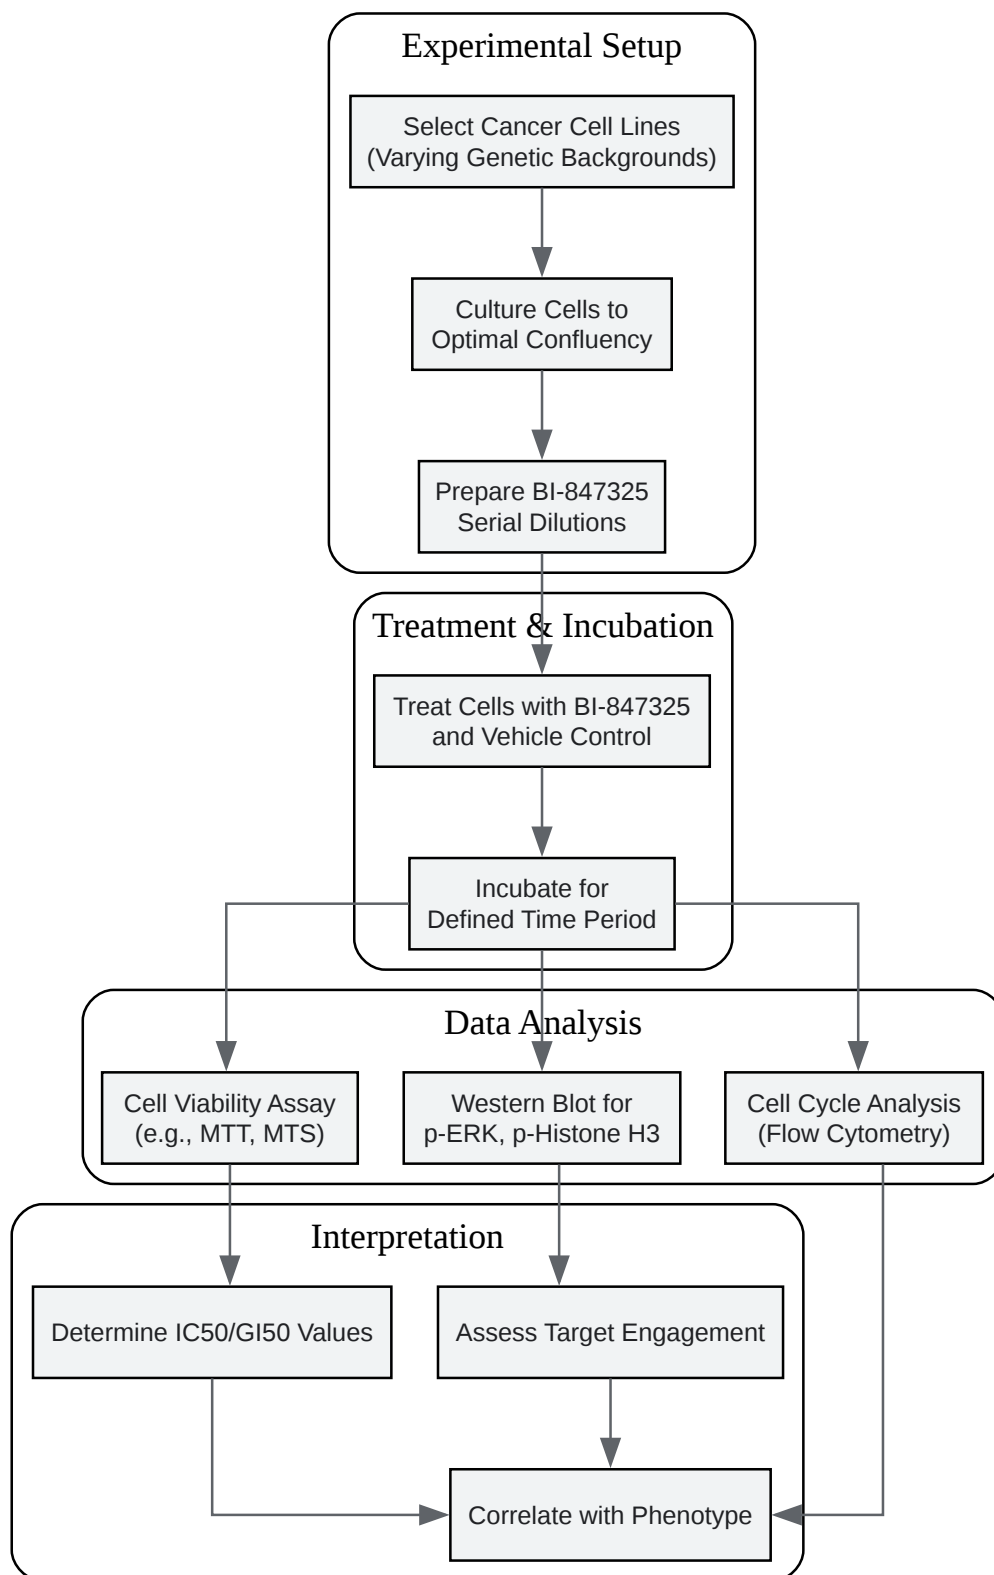 Experimental Setup
Select Cancer Cell Lines
(Varying Genetic Backgrounds)
Culture Cells to
Optimal Confluency
Prepare BI-847325
Serial Dilutions
Treatment & Incubation
Treat Cells with BI-847325
and Vehicle Control
Incubate for
Defined Time Period
Data Analysis
Cell Viability Assay
(e.g., MTT, MTS)
Western Blot for
p-ERK, p-Histone H3
Cell Cycle Analysis
(Flow Cytometry)
Interpretation
Determine IC50/GI50 Values
Assess Target Engagement
Correlate with Phenotype